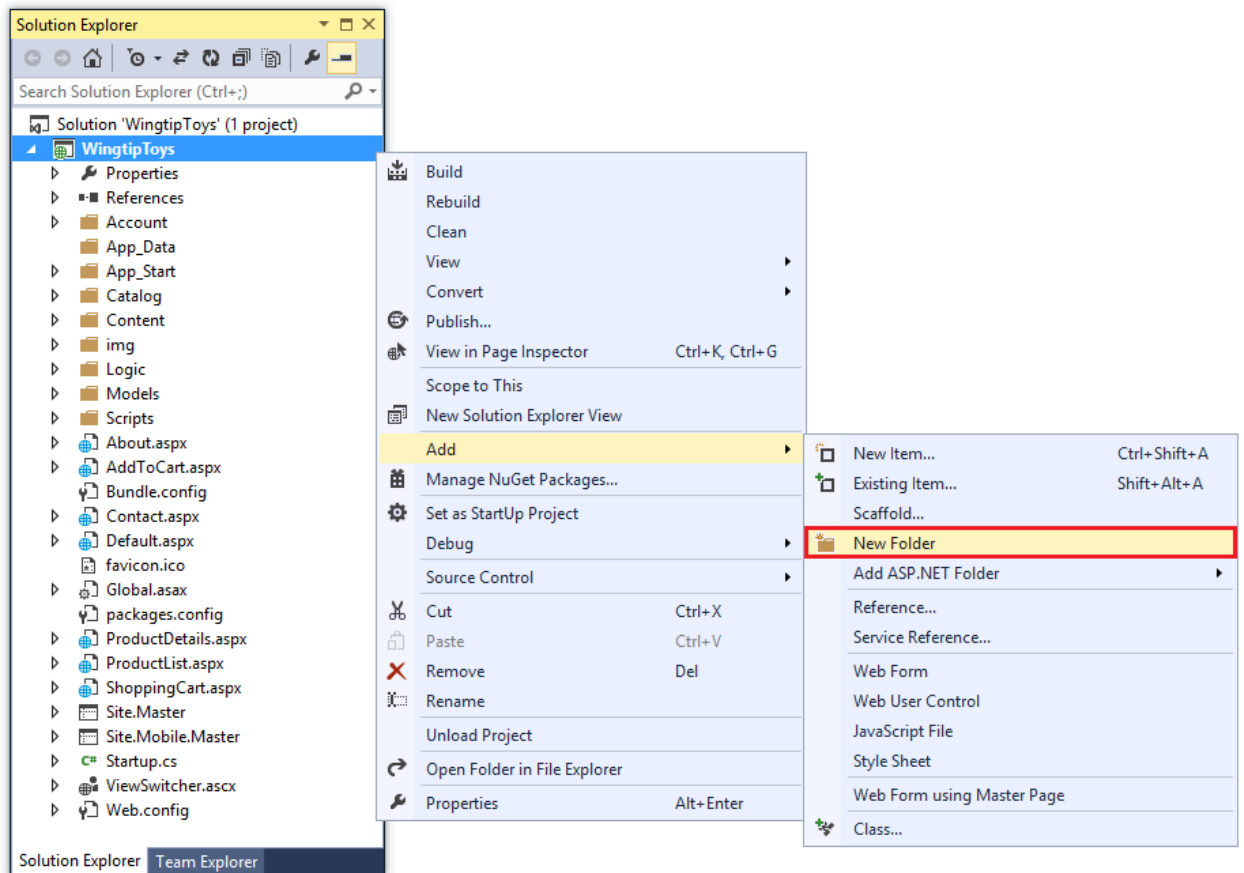 Solution Explorer
Search Solution Explorer (Ctrl+;)
Solution 'WingtipToys' (1 project)
WingtipToys
Properties
References
Account
App_Data
App_Start
Catalog
Content
img
Logic
Models
Scripts
About.aspx
AddToCart.aspx
Bundle.config
Contact.aspx
Default.aspx
favicon.ico
Global.asax
packages.config
ProductDetails.aspx
ProductList.aspx
ShoppingCart.aspx
Site.Master
Site.Mobile.Master
C# Startup.cs
ViewSwitcher.ascx
Web.config
Solution Explorer Team Explorer
Build
Rebuild
Clean
View
Convert
Publish...
View in Page Inspector Ctrl+K, Ctrl+G
Scope to This
New Solution Explorer View
Add
Manage NuGet Packages...
Set as StartUp Project
Debug
Source Control
Cut Ctrl+X
Paste Ctrl+V
Remove Del
Rename
Unload Project
Open Folder in File Explorer
Properties Alt+Enter
New Item... Ctrl+Shift+A
Existing Item... Shift+Alt+A
Scaffold...
New Folder
Add ASP.NET Folder
Reference...
Service Reference...
Web Form
Web User Control
JavaScript File
Style Sheet
Web Form using Master Page
Class...